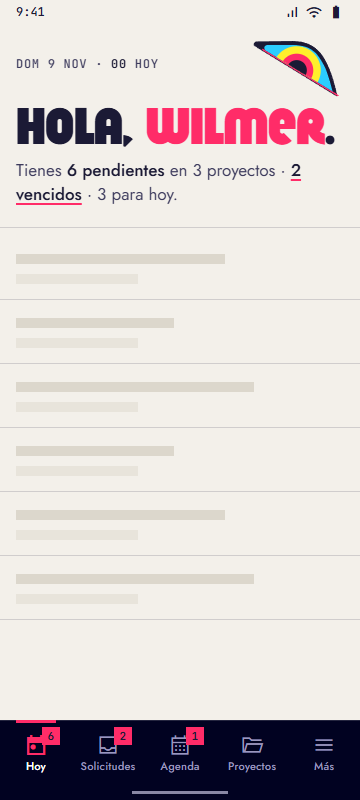 9:41
DOM 9 NOV · 00 HOY
HOLA, WILMER.
Tienes 6 pendientes en 3 proyectos · 2
vencidos · 3 para hoy.
6
2
1
Hoy
Solicitudes
Agenda
Proyectos
Más